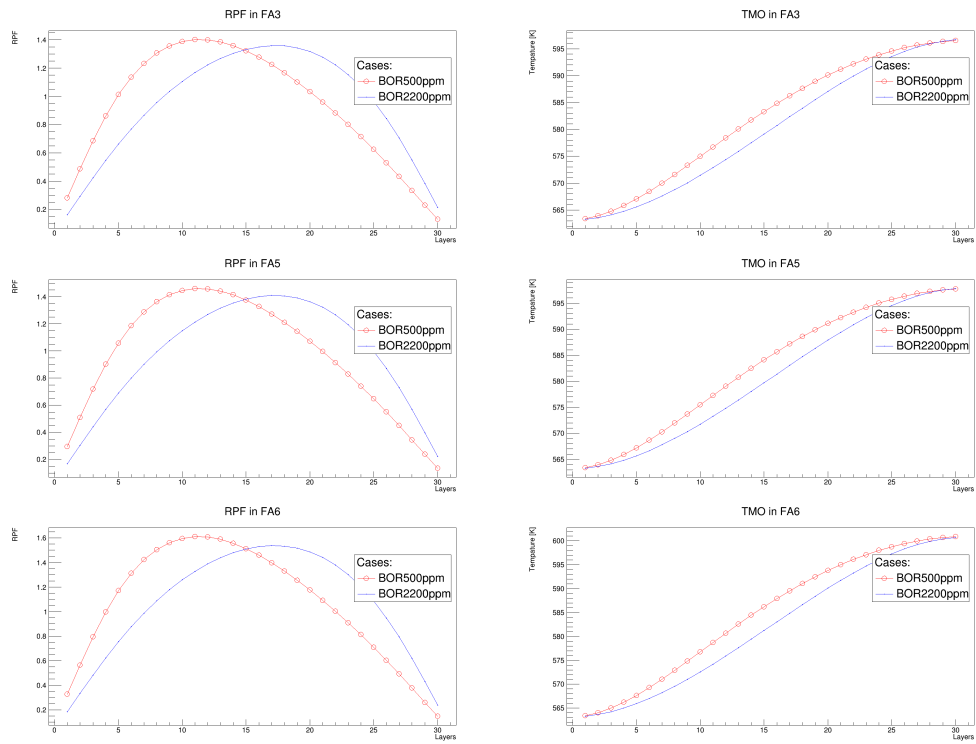 RPF in FA3
RPF
1.4
1.2
1
0.8
0.6
0.4
0.2
0 5 10 15 20 25 30
Layers
Cases:
BOR500ppm
BOR2200ppm
TMO in FA3
Tempature [K]
595
590
585
580
575
570
565
0 5 10 15 20 25 30
Layers
Cases:
BOR500ppm
BOR2200ppm
RPF in FA5
RPF
1.4
1.2
1
0.8
0.6
0.4
0.2
0 5 10 15 20 25 30
Layers
Cases:
BOR500ppm
BOR2200ppm
TMO in FA5
Tempature [K]
595
590
585
580
575
570
565
0 5 10 15 20 25 30
Layers
Cases:
BOR500ppm
BOR2200ppm
RPF in FA6
RPF
1.6
1.4
1.2
1
0.8
0.6
0.4
0.2
0 5 10 15 20 25 30
Layers
Cases:
BOR500ppm
BOR2200ppm
TMO in FA6
Tempature [K]
600
595
590
585
580
575
570
565
0 5 10 15 20 25 30
Layers
Cases:
BOR500ppm
BOR2200ppm